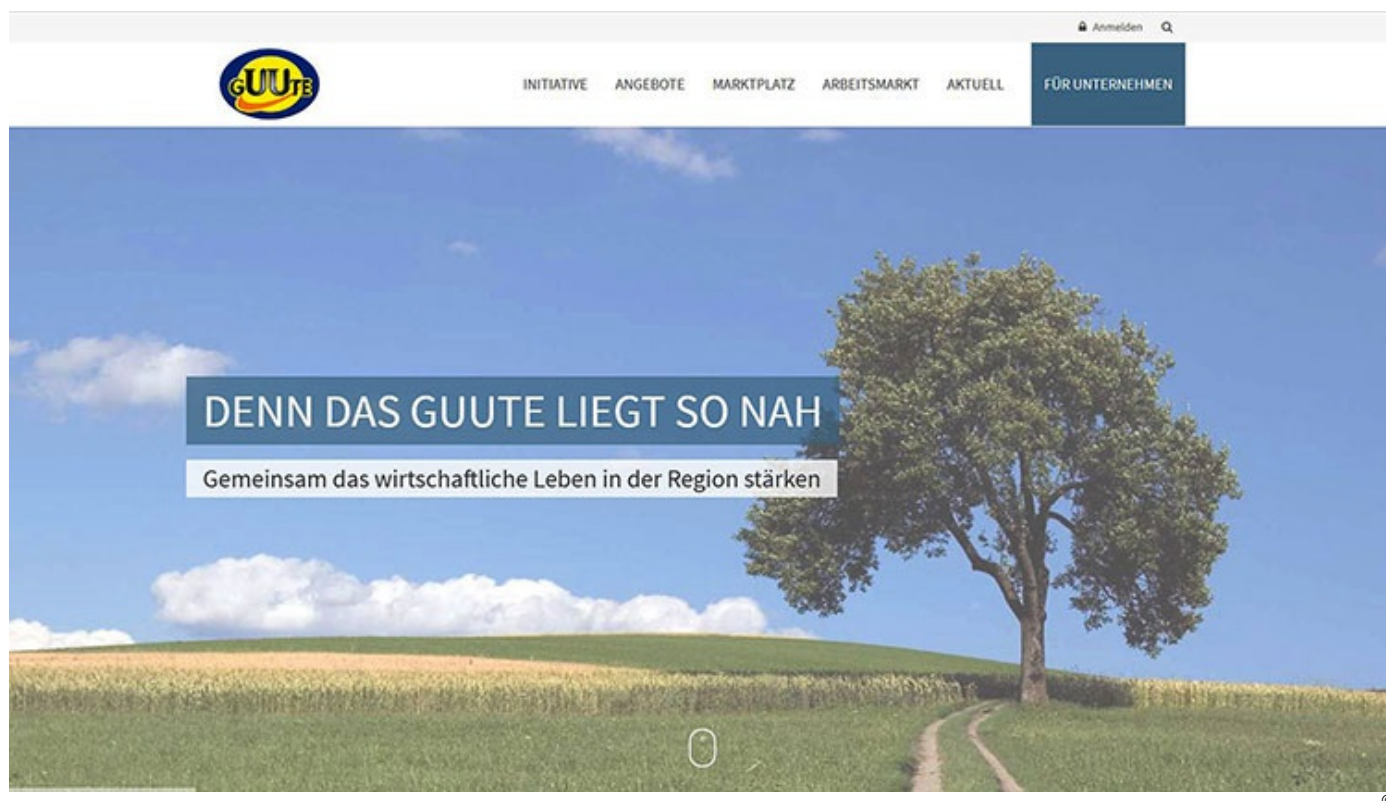 Anmelden
GUUTE
INITIATIVE ANGEBOTE MARKTPLATZ ARBEITSMARKT AKTUELL FÜR UNTERNEHMEN
DENN DAS GUUTE LIEGT SO NAH
Gemeinsam das wirtschaftliche Leben in der Region stärken
©